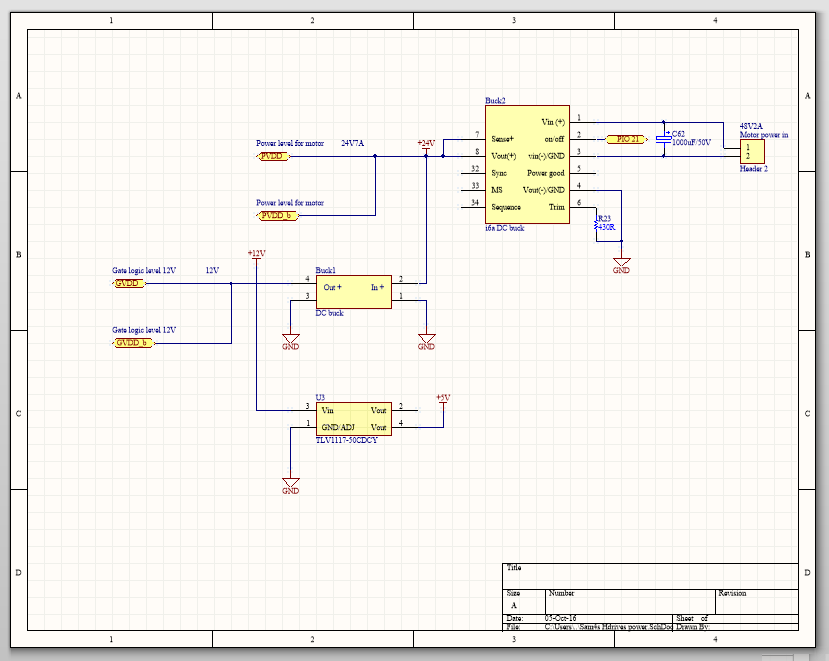 1 2 3 4
A A
Buck2
1
Vin (+)
48V2A
Motor power in
C62
1000uF/50V
1
2
Header 2
7 Sense+ on/off 2 PIO 21
8 Vout(+) vin(-)/GND 3
32 Sync Power good 5
33 MS Vout(-)/GND 4
34 Sequence Trim 6
i6a DC buck
R23
430R
GND
Power level for motor 24V7A +24V
PVDD
Power level for motor
PVDD_b
B B
+12V
Gate logic level 12V 12V
GVDD
Buck1
4 Out + In + 2
3 1
DC buck
GND GND
Gate logic level 12V
GVDD_b
C C
U3
3 Vin Vout 2
1 GND/ADJ Vout 4
TLV1117-50CDCY
+5V
GND
D D
Title
Size Number Revision
A
Date: 05-Oct-16 Sheet of
File: C:\Users\..\Sam4s Hdrives power.SchDoc Drawn By:
1 2 3 4